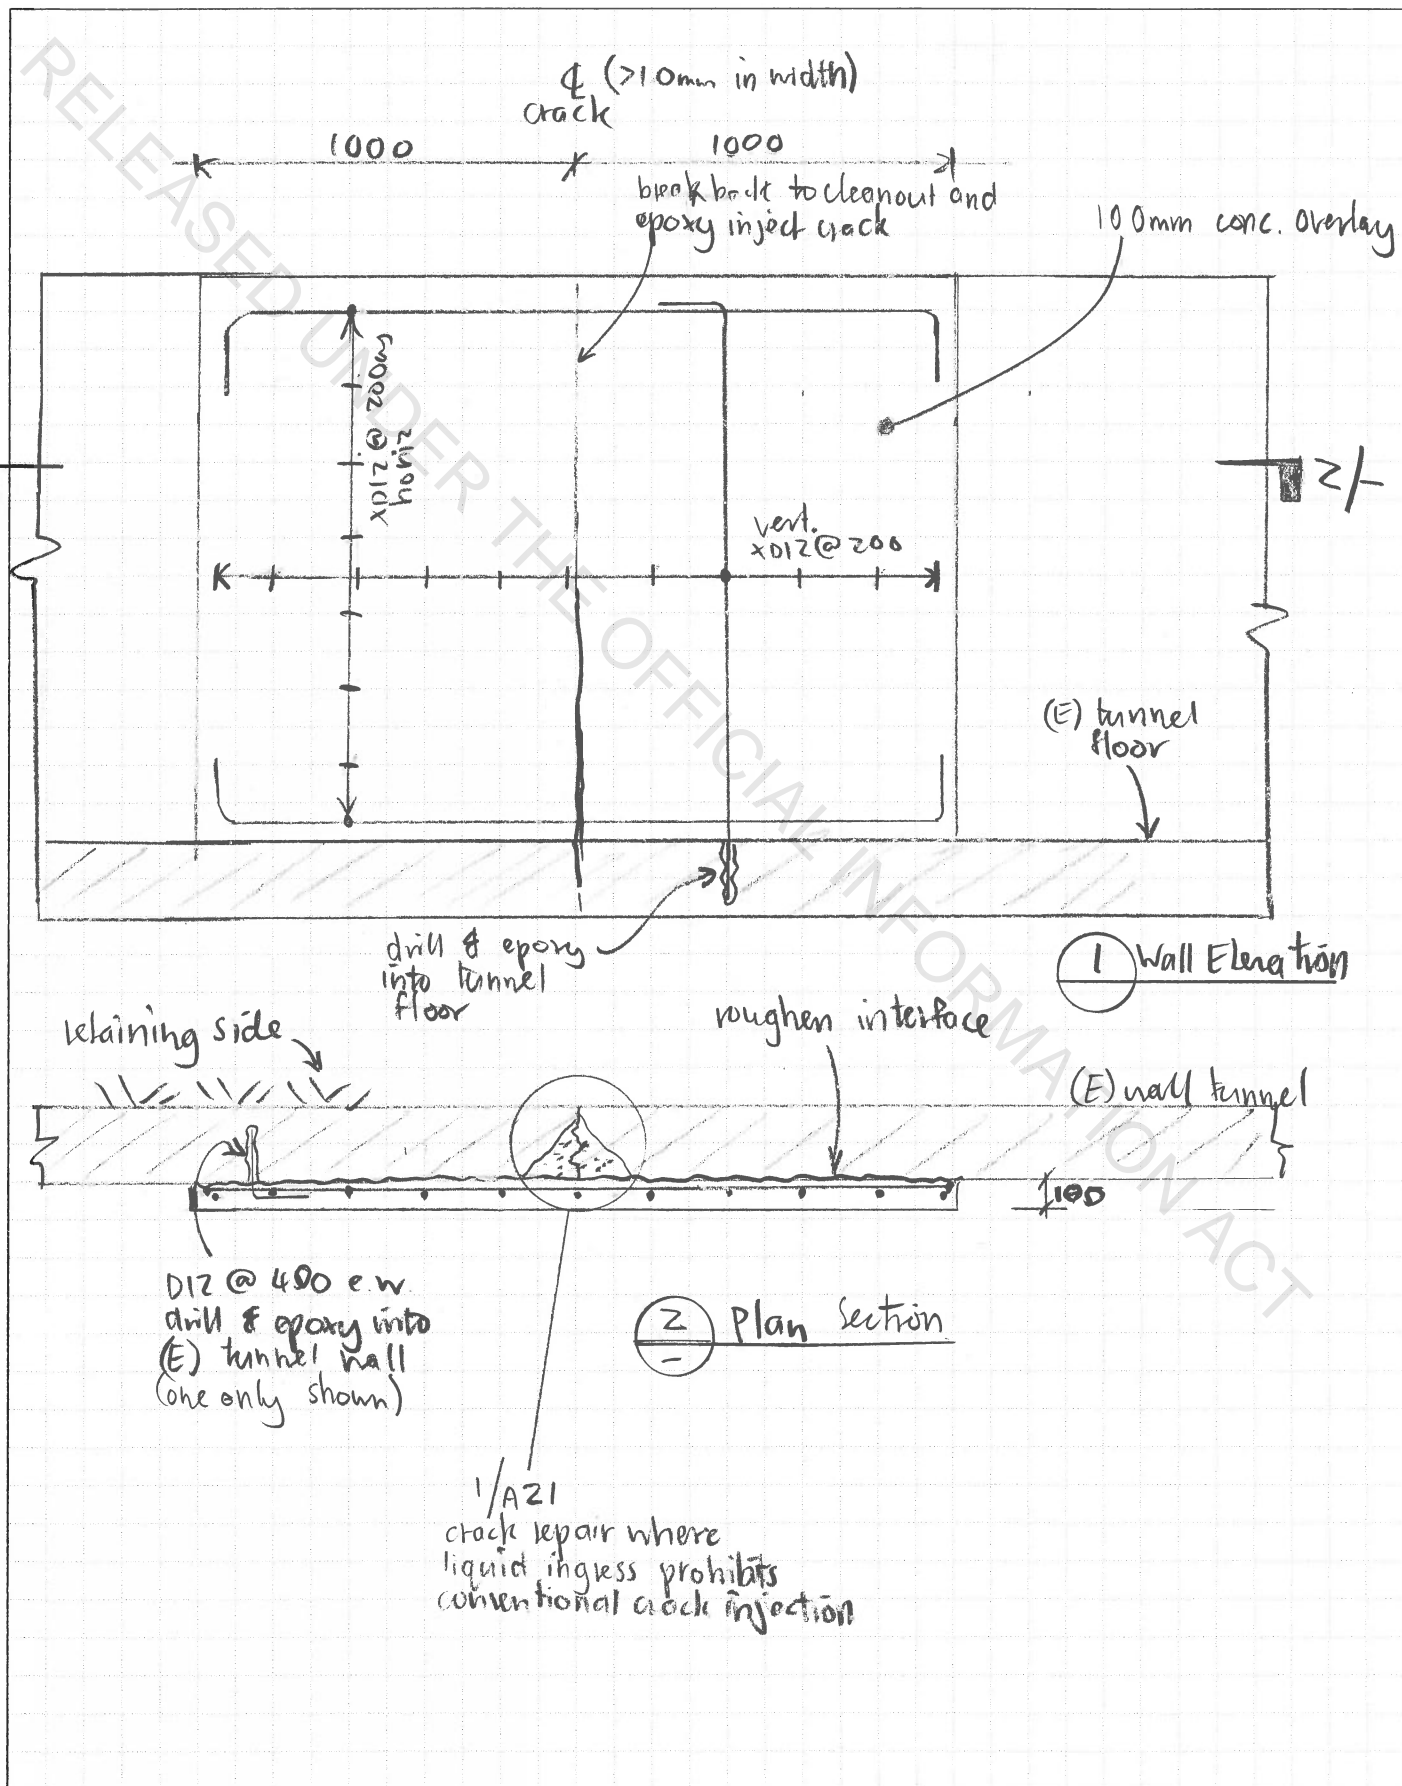 RELEASED UNDER THE OFFICIAL INFORMATION ACT
℄ (>10mm in width)
crack
1000
1000
break back to cleanout and
epoxy inject crack
100mm conc. overlay
XD12 @ 200mm
horiz
vert.
XD12@200
2/-
(E) tunnel
floor
drill & epoxy
into tunnel
floor
1 Wall Elevation
retaining side
roughen interface
(E) wall tunnel
100
D12 @ 400 e.w.
drill & epoxy into
(E) tunnel wall
(one only shown)
2 Plan Section
-
1/A21
crack repair where
liquid ingress prohibits
conventional crack injection